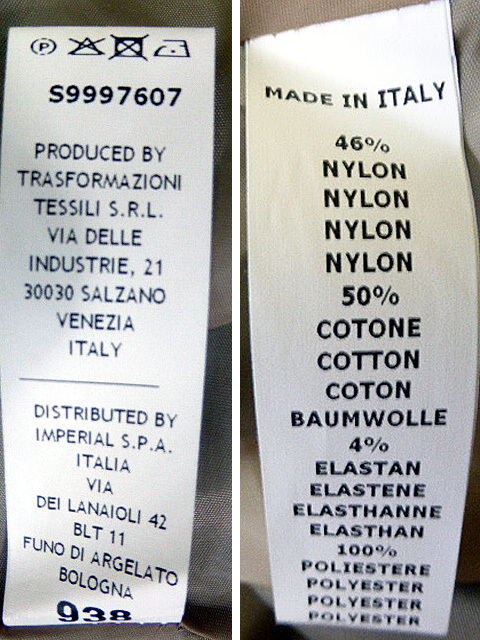 P
S9997607
PRODUCED BY
TRASFORMAZIONI
TESSILI S.R.L.
VIA DELLE
INDUSTRIE, 21
30030 SALZANO
VENEZIA
ITALY
DISTRIBUTED BY
IMPERIAL S.P.A.
ITALIA
VIA
DEI LANAIOLI 42
BLT 11
FUNO DI ARGELATO
BOLOGNA
938
MADE IN ITALY
46%
NYLON
NYLON
NYLON
NYLON
50%
COTONE
COTTON
COTON
BAUMWOLLE
4%
ELASTAN
ELASTENE
ELASTHANNE
ELASTHAN
100%
POLIESTERE
POLYESTER
POLYESTER
POLYESTER